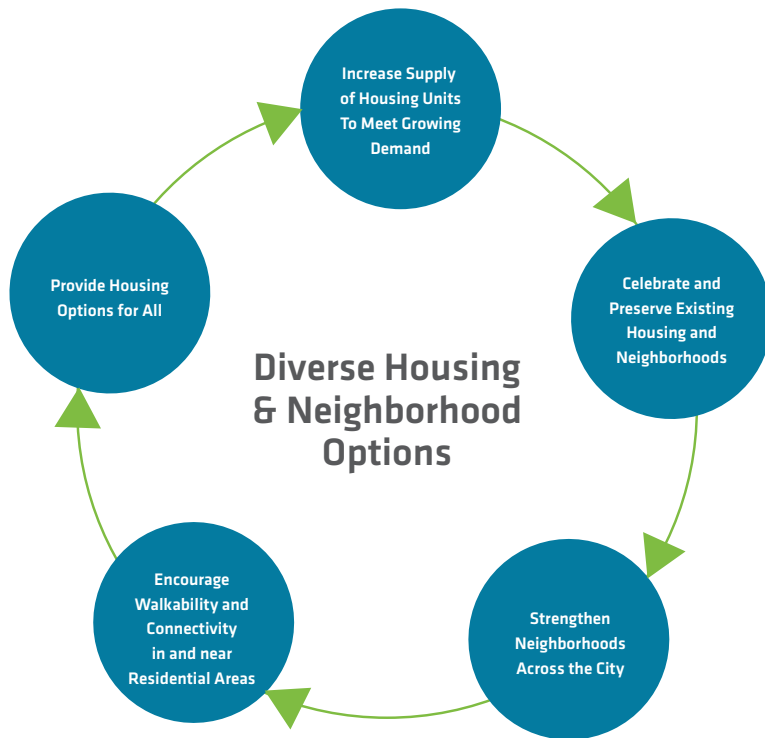 Increase Supply
of Housing Units
To Meet Growing
Demand
Celebrate and
Preserve Existing
Housing and
Neighborhoods
Strengthen
Neighborhoods
Across the City
Encourage
Walkability and
Connectivity
in and near
Residential Areas
Provide Housing
Options for All
Diverse Housing
& Neighborhood
Options